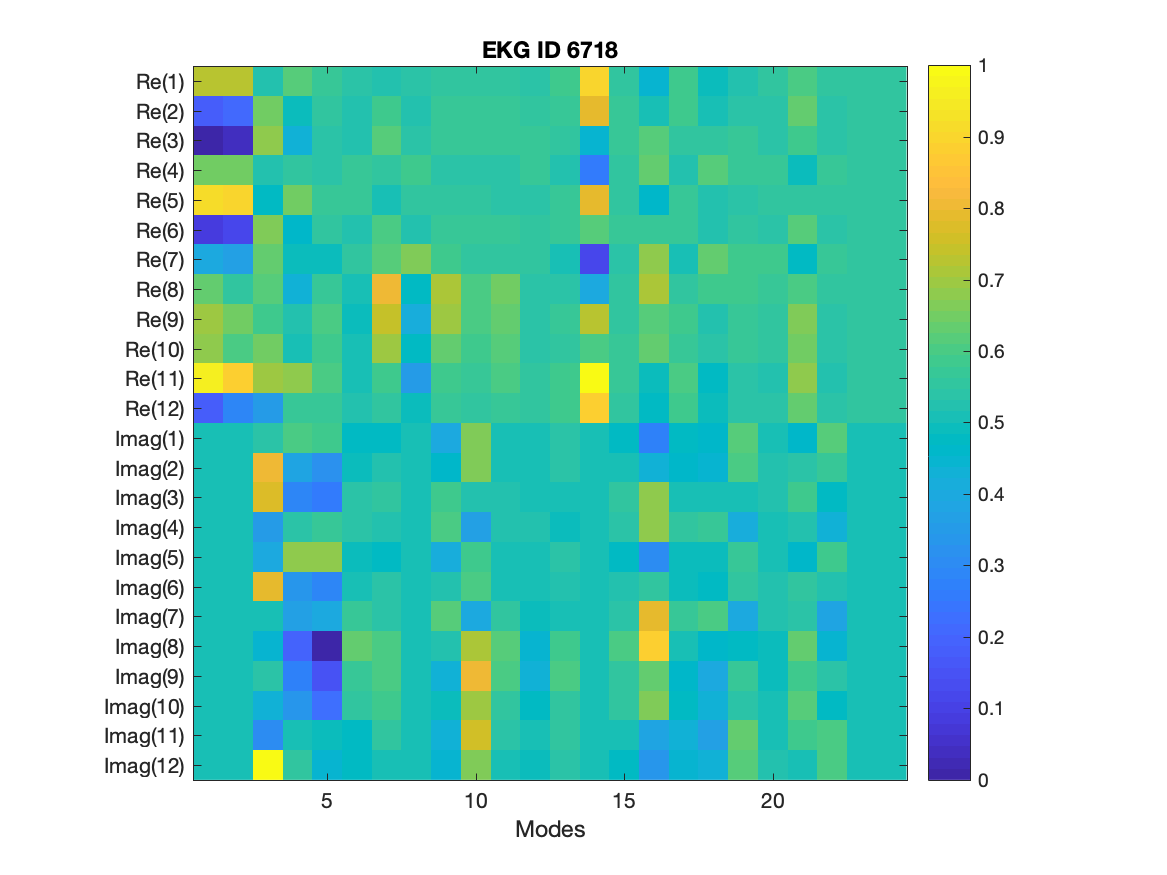 EKG ID 6718
Re(1)
Re(2)
Re(3)
Re(4)
Re(5)
Re(6)
Re(7)
Re(8)
Re(9)
Re(10)
Re(11)
Re(12)
Imag(1)
Imag(2)
Imag(3)
Imag(4)
Imag(5)
Imag(6)
Imag(7)
Imag(8)
Imag(9)
Imag(10)
Imag(11)
Imag(12)
5 10 15 20
Modes
1
0.9
0.8
0.7
0.6
0.5
0.4
0.3
0.2
0.1
0